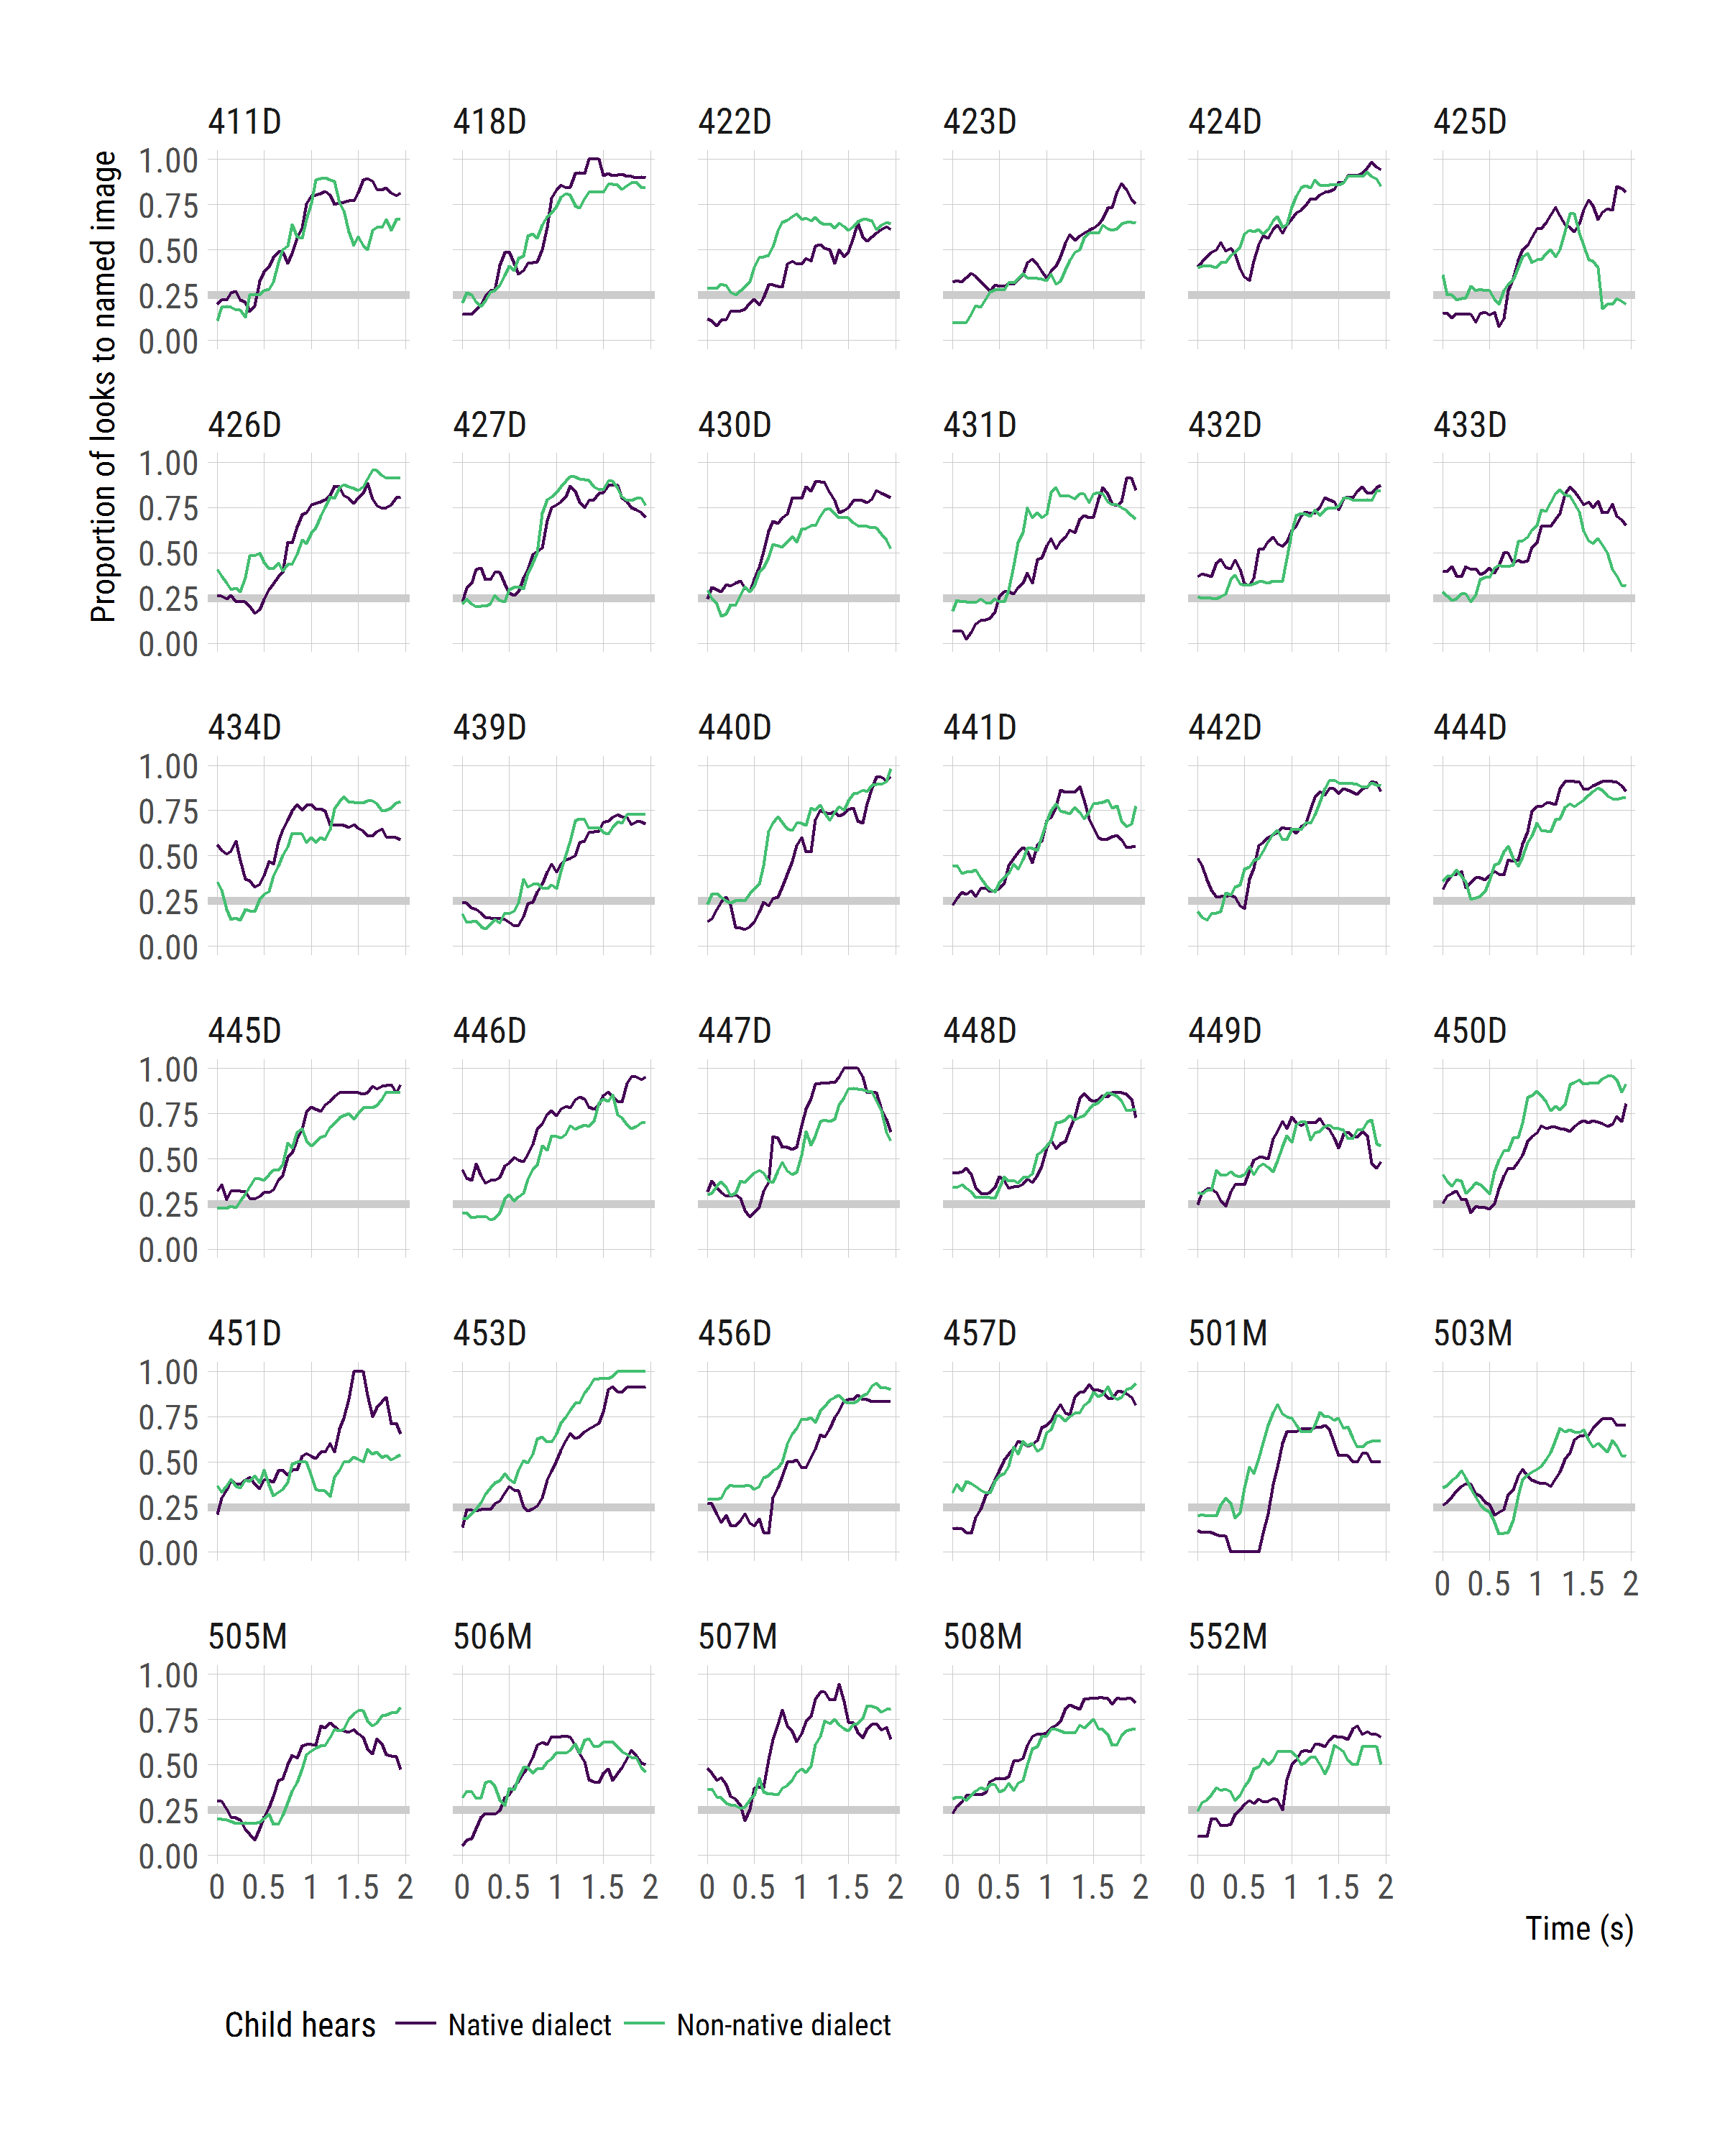 Proportion of looks to named image
411D 418D 422D 423D 424D 425D
1.00
0.75
0.50
0.25
0.00
426D 427D 430D 431D 432D 433D
1.00
0.75
0.50
0.25
0.00
434D 439D 440D 441D 442D 444D
1.00
0.75
0.50
0.25
0.00
445D 446D 447D 448D 449D 450D
1.00
0.75
0.50
0.25
0.00
451D 453D 456D 457D 501M 503M
1.00
0.75
0.50
0.25
0.00
0 0.5 1 1.5 2
505M 506M 507M 508M 552M
1.00
0.75
0.50
0.25
0.00
0 0.5 1 1.5 2 0 0.5 1 1.5 2 0 0.5 1 1.5 2 0 0.5 1 1.5 2 0 0.5 1 1.5 2
Time (s)
Child hears Native dialect Non-native dialect